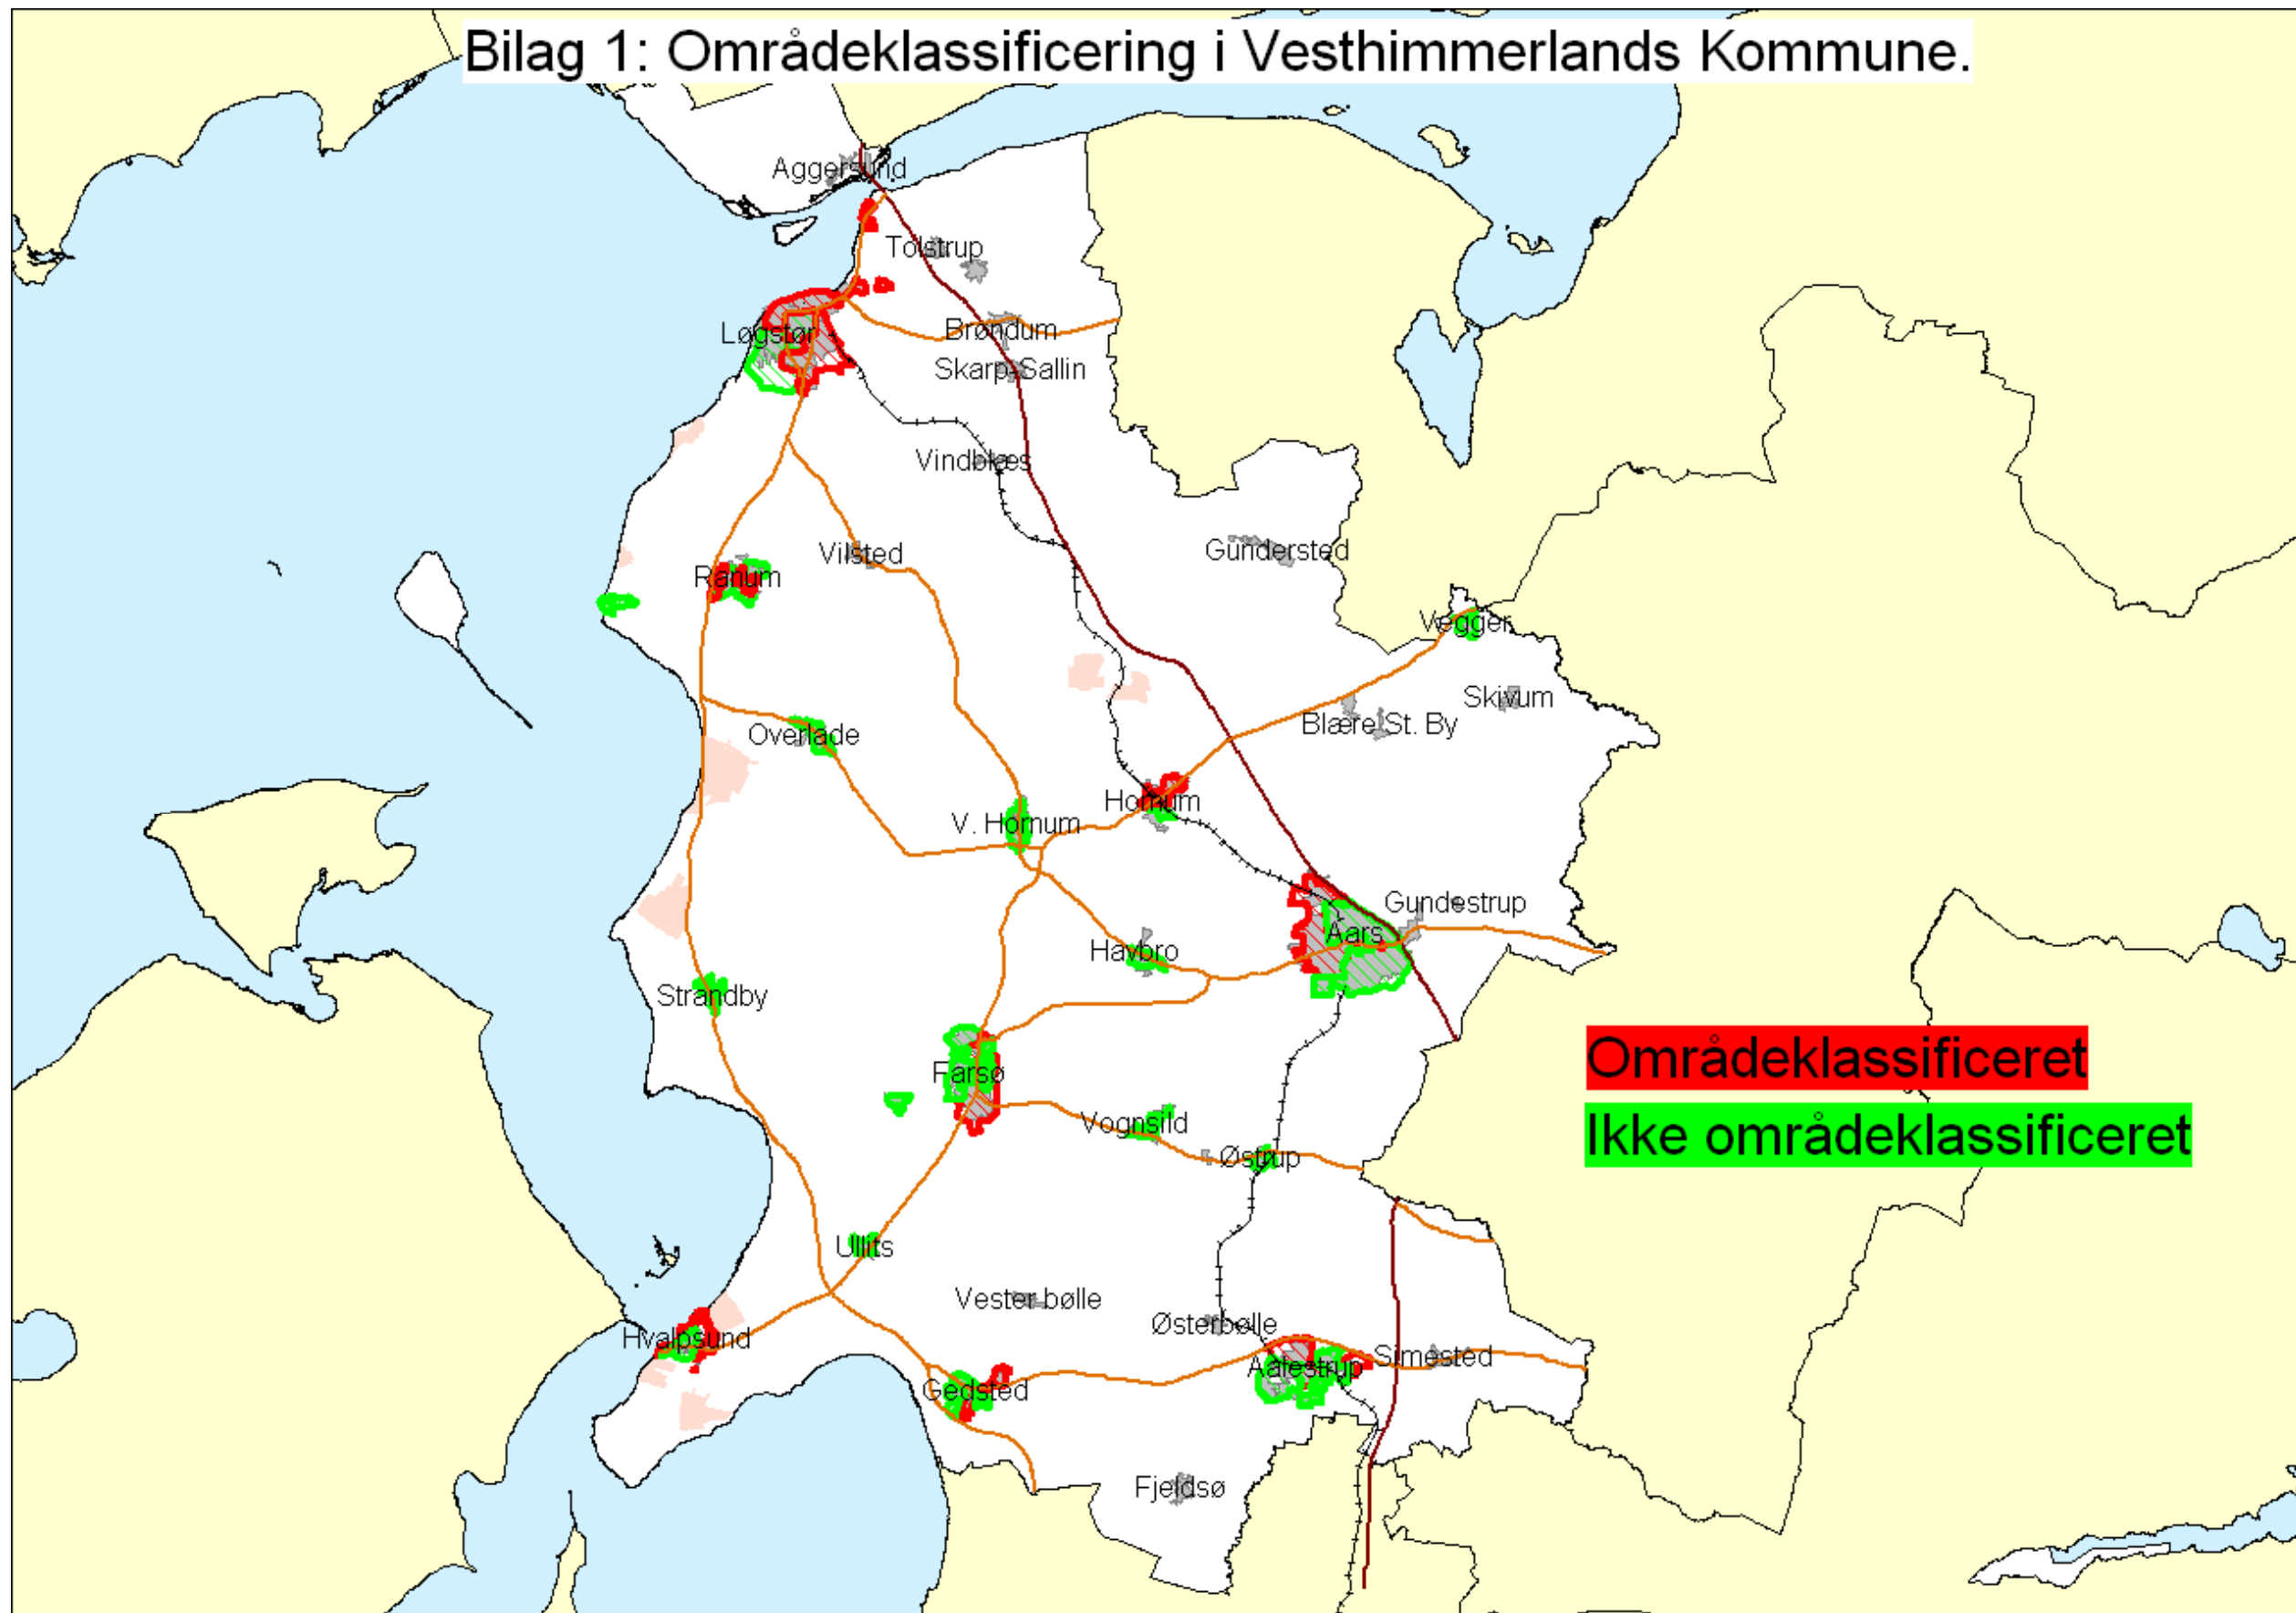 Bilag 1: Områdeklassificering i Vesthimmerlands Kommune.
Aggersund
Tolstrup
Løgstør
Brøndum
Skarp-Sallin
Vindblæs
Vilsted
Gundersted
Ranum
Vegger
Skivum
Blære St. By
Overlade
Hornum
V. Hornum
Gundestrup
Aars
Havbro
Strandby
Områdeklassificeret
Farsø
Vognsild
Ikke områdeklassificeret
Østrup
Ullits
Vester bølle
Østerbølle
Hvalpsund
Simested
Aalestrup
Gedsted
Fjeldsø